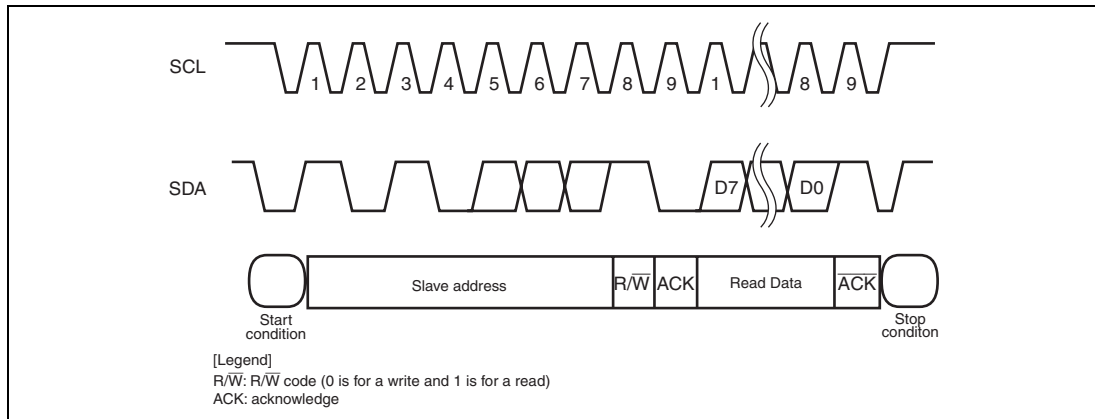 SCL
1 2 3 4 5 6 7 8 9 1 8 9
SDA
D7 D0
Slave address R/W̅ ACK Read Data A̅C̅K̅
Start
condition
Stop
conditon
[Legend]
R/W̅: R/W̅ code (0 is for a write and 1 is for a read)
ACK: acknowledge